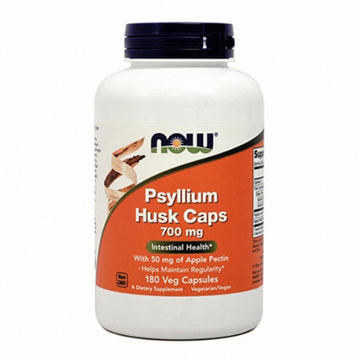 now
Psyllium
Husk Caps
700 mg
Intestinal Health*
With 50 mg of Apple Pectin
• Helps Maintain Regularity*
180 Veg Capsules
A Dietary Supplement Vegetarian/Vegan
Non-
GMO